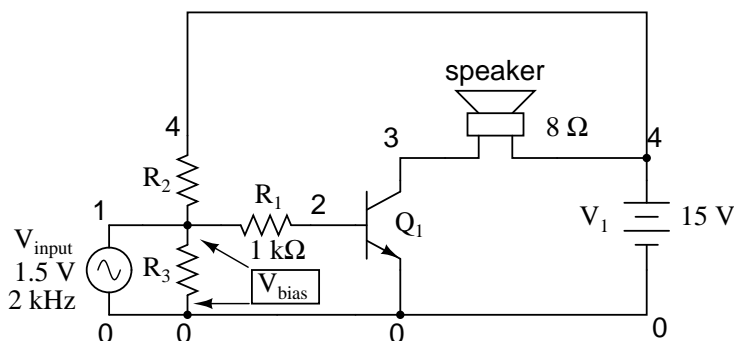 speaker
4
3
8 Ω
4
R2
1
R1
2
Q1
V1
15 V
Vinput
1.5 V
2 kHz
R3
1 kΩ
Vbias
0
0
0
0